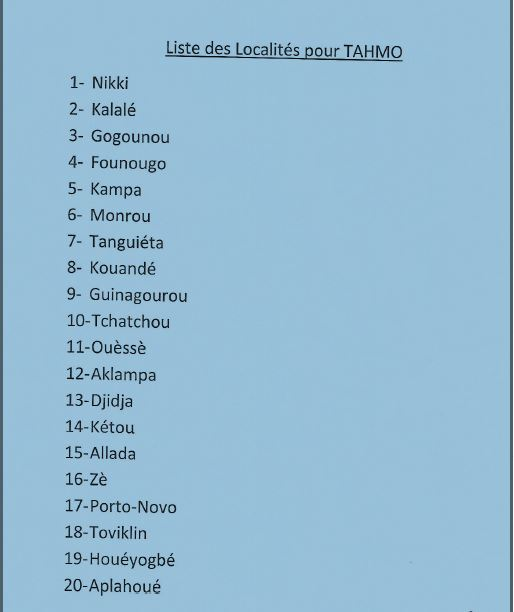 Liste des Localités pour TAHMO
1- Nikki
2- Kalalé
3- Gogounou
4- Founougo
5- Kampa
6- Monrou
7- Tanguiéta
8- Kouandé
9- Guinagourou
10-Tchatchou
11-Ouèssè
12-Aklampa
13-Djidja
14-Kétou
15-Allada
16-Zè
17-Porto-Novo
18-Toviklin
19-Houéyogbé
20-Aplahoué